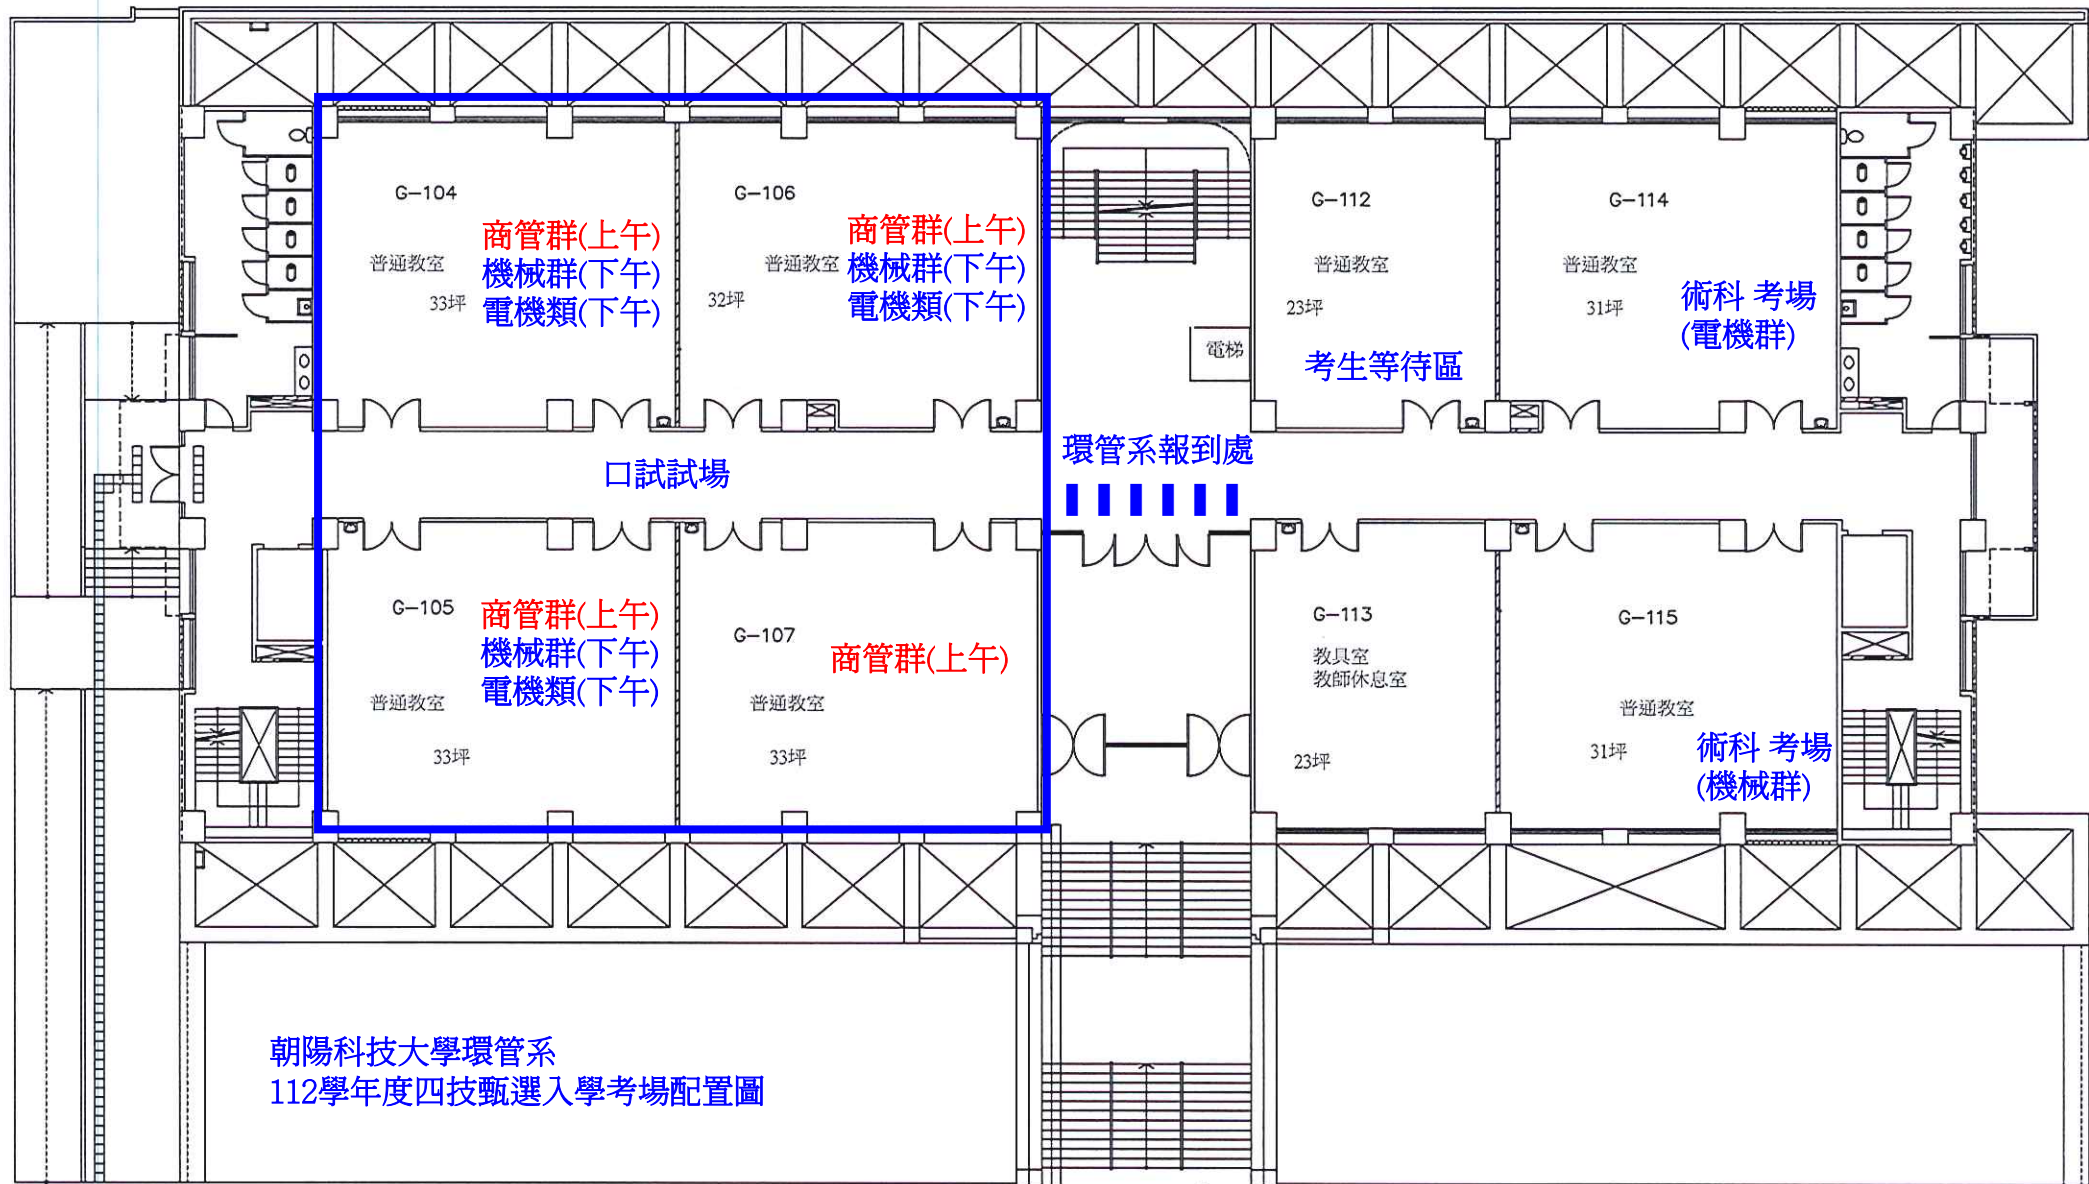 G-104
商管群(上午)
機械群(下午)
電機類(下午)
普通教室
33坪
G-106
商管群(上午)
機械群(下午)
電機類(下午)
普通教室
32坪
G-112
普通教室
23坪
考生等待區
G-114
普通教室
31坪
術科 考場
(電機群)
電梯
口試試場
環管系報到處
G-105
商管群(上午)
機械群(下午)
電機類(下午)
普通教室
33坪
G-107
商管群(上午)
普通教室
33坪
G-113
教具室
教師休息室
23坪
G-115
普通教室
31坪
術科 考場
(機械群)
朝陽科技大學環管系
112學年度四技甄選入學考場配置圖